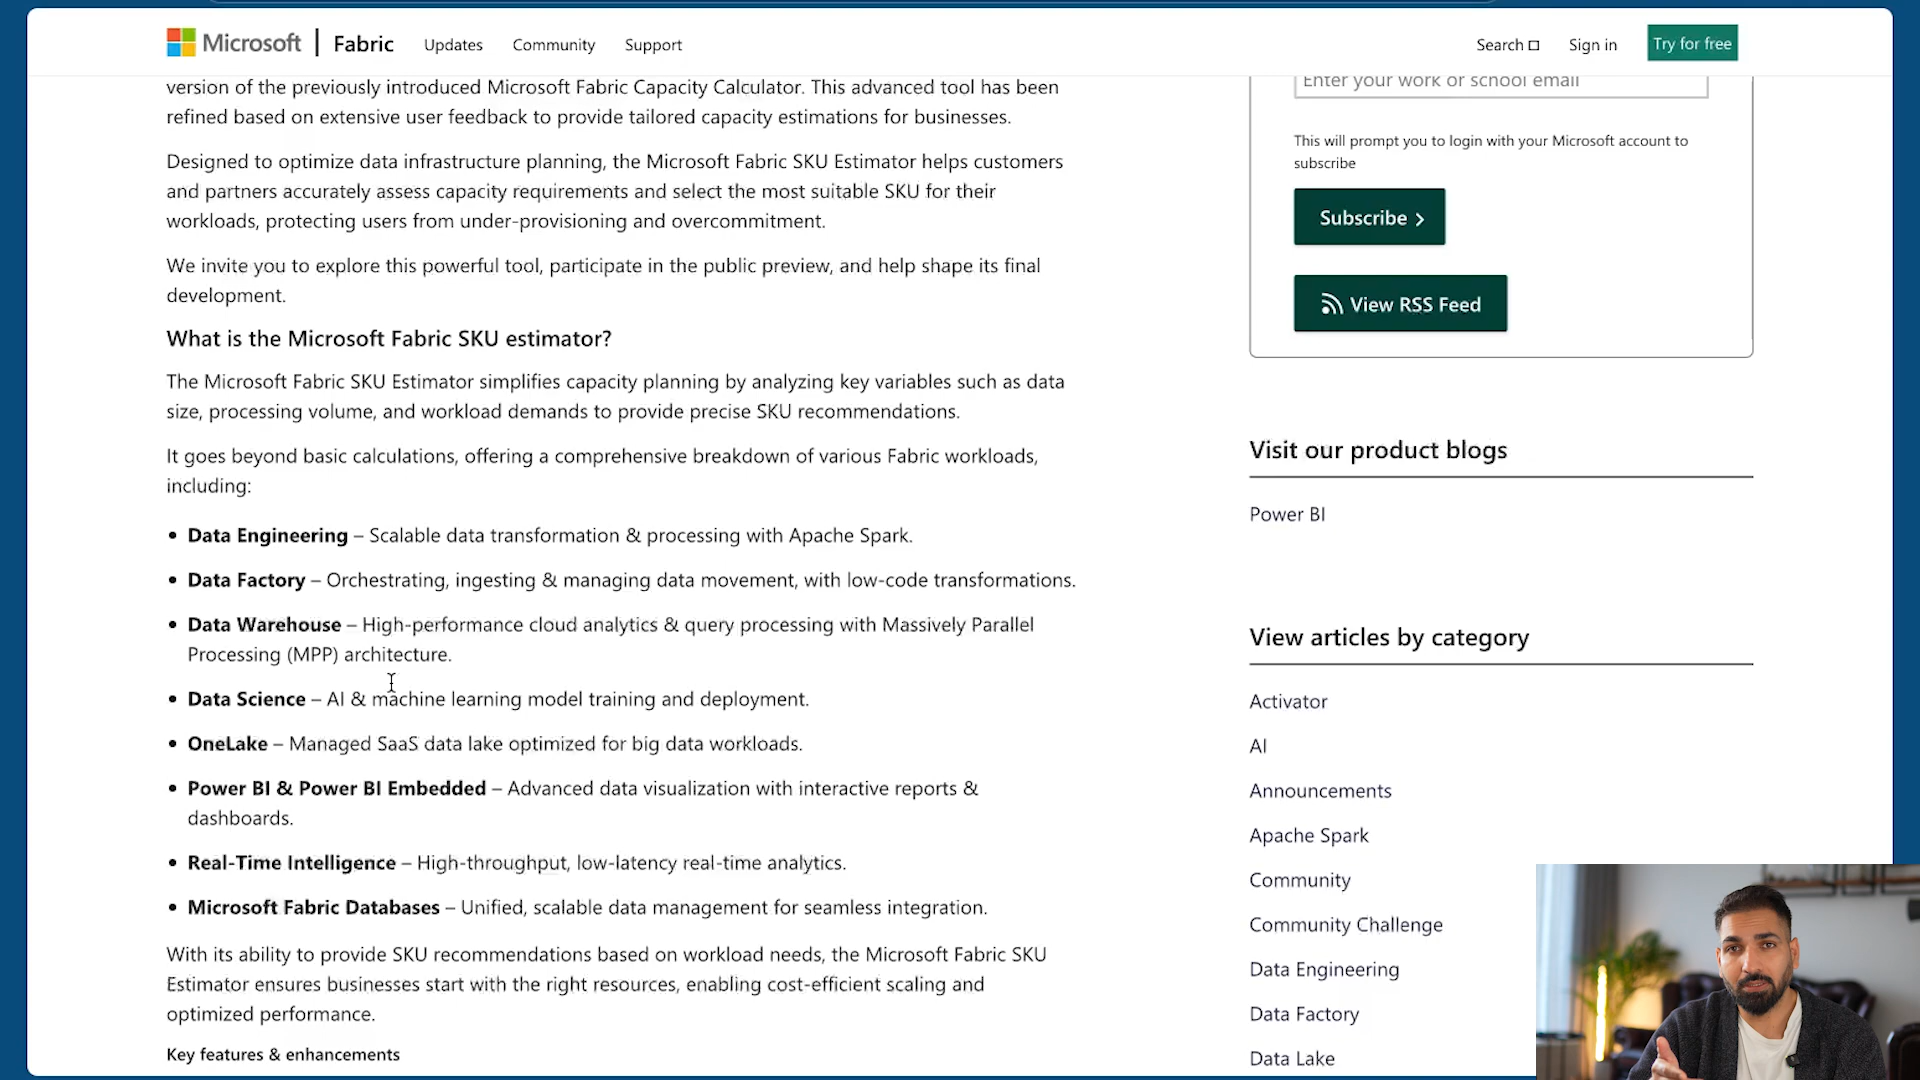 Microsoft | Fabric Updates Community Support Search Sign in Try for free
version of the previously introduced Microsoft Fabric Capacity Calculator. This advanced tool has been
refined based on extensive user feedback to provide tailored capacity estimations for businesses.
Designed to optimize data infrastructure planning, the Microsoft Fabric SKU Estimator helps customers
and partners accurately assess capacity requirements and select the most suitable SKU for their
workloads, protecting users from under-provisioning and overcommitment.
We invite you to explore this powerful tool, participate in the public preview, and help shape its final
development.
What is the Microsoft Fabric SKU estimator?
The Microsoft Fabric SKU Estimator simplifies capacity planning by analyzing key variables such as data
size, processing volume, and workload demands to provide precise SKU recommendations.
It goes beyond basic calculations, offering a comprehensive breakdown of various Fabric workloads,
including:
• Data Engineering – Scalable data transformation & processing with Apache Spark.
• Data Factory – Orchestrating, ingesting & managing data movement, with low-code transformations.
• Data Warehouse – High-performance cloud analytics & query processing with Massively Parallel
Processing (MPP) architecture.
• Data Science – AI & machine learning model training and deployment.
• OneLake – Managed SaaS data lake optimized for big data workloads.
• Power BI & Power BI Embedded – Advanced data visualization with interactive reports &
dashboards.
• Real-Time Intelligence – High-throughput, low-latency real-time analytics.
• Microsoft Fabric Databases – Unified, scalable data management for seamless integration.
With its ability to provide SKU recommendations based on workload needs, the Microsoft Fabric SKU
Estimator ensures businesses start with the right resources, enabling cost-efficient scaling and
optimized performance.
Key features & enhancements
Enter your work or school email
This will prompt you to login with your Microsoft account to
subscribe
Subscribe
View RSS Feed
Visit our product blogs
Power BI
View articles by category
Activator
AI
Announcements
Apache Spark
Community
Community Challenge
Data Engineering
Data Factory
Data Lake